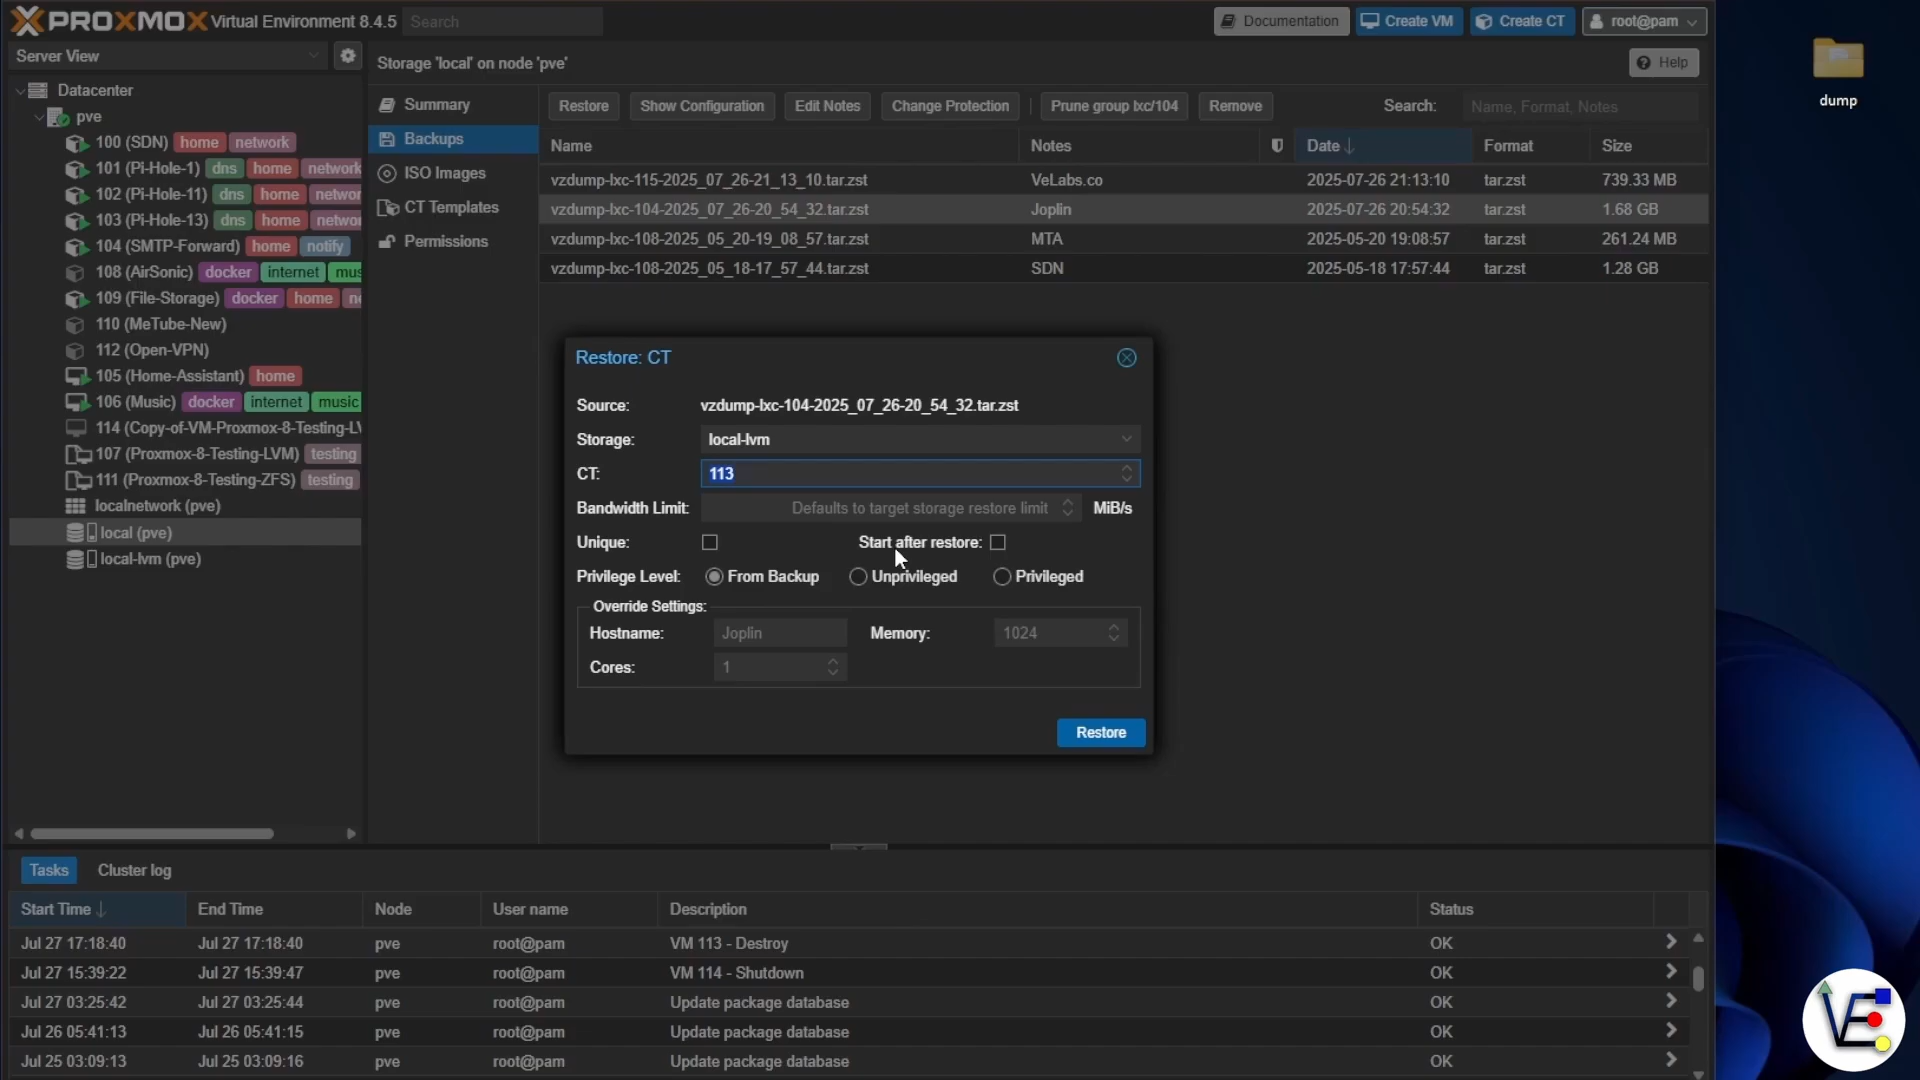 PROXMOX Virtual Environment 8.4.5 Search Documentation Create VM Create CT root@pam
Server View
Storage 'local' on node 'pve' Help
Datacenter
pve
100 (SDN) home network
101 (Pi-Hole-1) dns home network
102 (Pi-Hole-11) dns home networ
103 (Pi-Hole-13) dns home networ
104 (SMTP-Forward) home notify
108 (AirSonic) docker internet mus
109 (File-Storage) docker home ne
110 (MeTube-New)
112 (Open-VPN)
105 (Home-Assistant) home
106 (Music) docker internet music
114 (Copy-of-VM-Proxmox-8-Testing-LV
107 (Proxmox-8-Testing-LVM) testing
111 (Proxmox-8-Testing-ZFS) testing
localnetwork (pve)
local (pve)
local-lvm (pve)
Summary
Backups
ISO Images
CT Templates
Permissions
Restore Show Configuration Edit Notes Change Protection Prune group lxc/104 Remove Search: Name, Format, Notes
Name Notes Date Format Size
vzdump-lxc-115-2025_07_26-21_13_10.tar.zst VeLabs.co 2025-07-26 21:13:10 tar.zst 739.33 MB
vzdump-lxc-104-2025_07_26-20_54_32.tar.zst Joplin 2025-07-26 20:54:32 tar.zst 1.68 GB
vzdump-lxc-108-2025_05_20-19_08_57.tar.zst MTA 2025-05-20 19:08:57 tar.zst 261.24 MB
vzdump-lxc-108-2025_05_18-17_57_44.tar.zst SDN 2025-05-18 17:57:44 tar.zst 1.28 GB
Restore: CT
Source: vzdump-lxc-104-2025_07_26-20_54_32.tar.zst
Storage: local-lvm
CT: 113
Bandwidth Limit: Defaults to target storage restore limit MiB/s
Unique: Start after restore:
Privilege Level: From Backup Unprivileged Privileged
Override Settings:
Hostname: Joplin Memory: 1024
Cores: 1
Restore
Tasks Cluster log
Start Time End Time Node User name Description Status
Jul 27 17:18:40 Jul 27 17:18:40 pve root@pam VM 113 - Destroy OK
Jul 27 15:39:22 Jul 27 15:39:47 pve root@pam VM 114 - Shutdown OK
Jul 27 03:25:42 Jul 27 03:25:44 pve root@pam Update package database OK
Jul 26 05:41:13 Jul 26 05:41:15 pve root@pam Update package database OK
Jul 25 03:09:13 Jul 25 03:09:16 pve root@pam Update package database OK
dump
VE